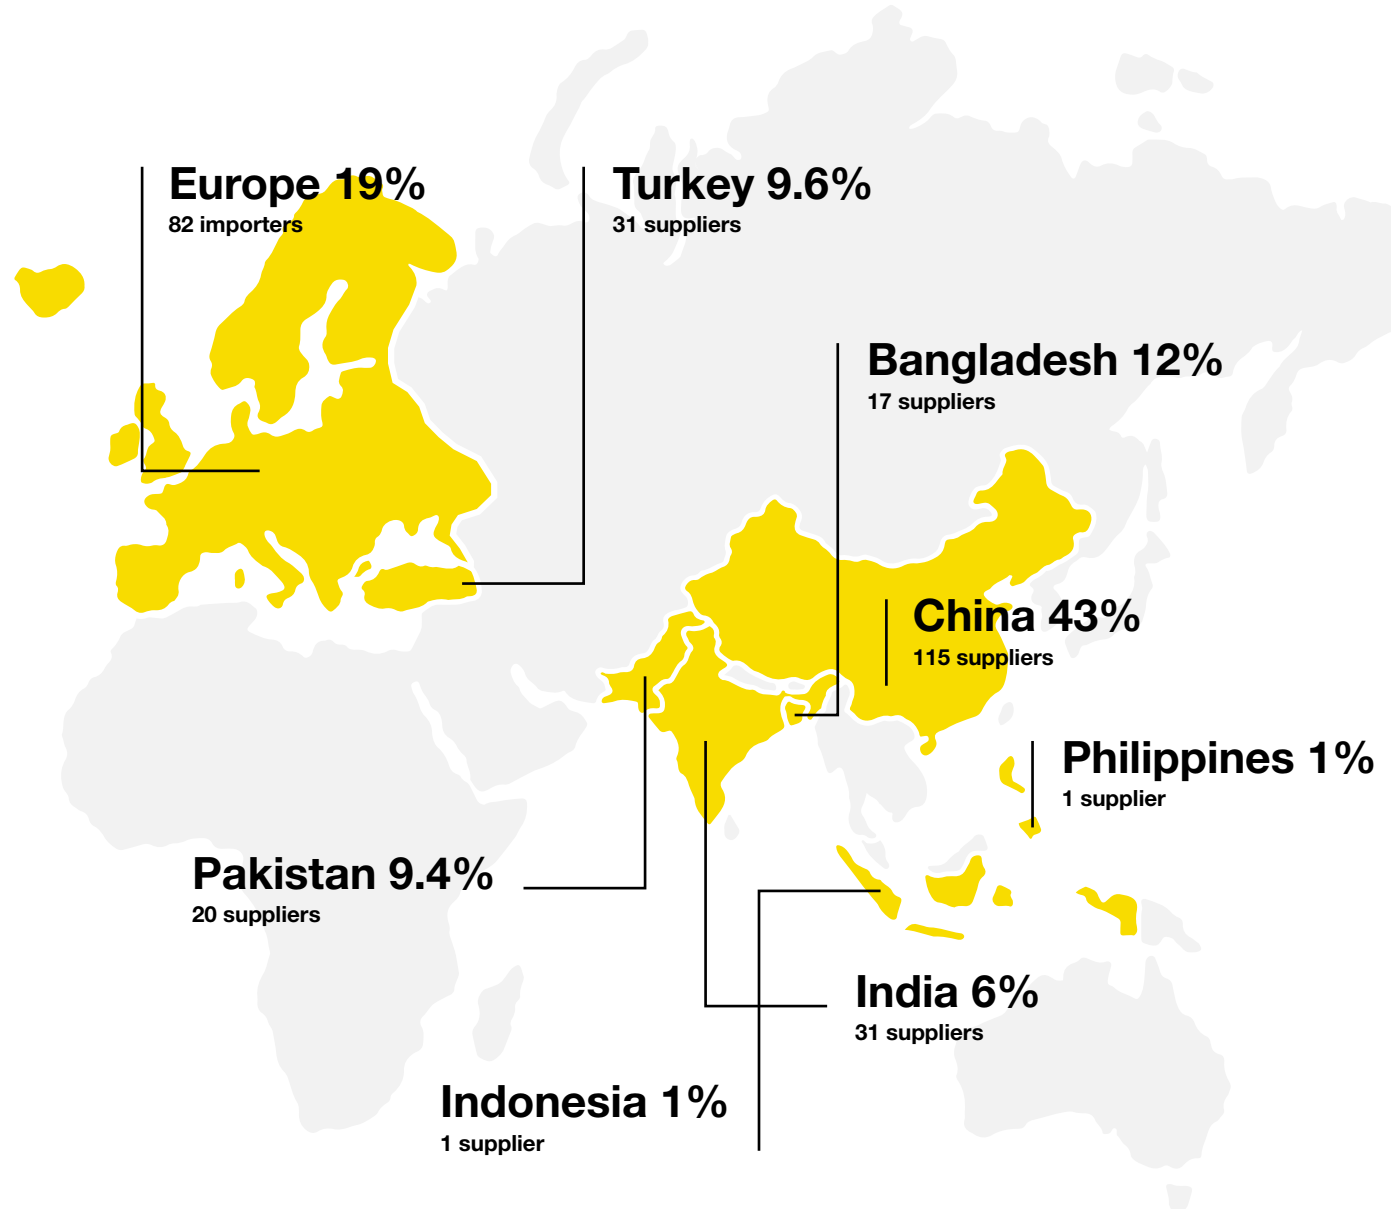 Europe 19%
82 importers
Turkey 9.6%
31 suppliers
Bangladesh 12%
17 suppliers
China 43%
115 suppliers
Philippines 1%
1 supplier
Pakistan 9.4%
20 suppliers
India 6%
31 suppliers
Indonesia 1%
1 supplier